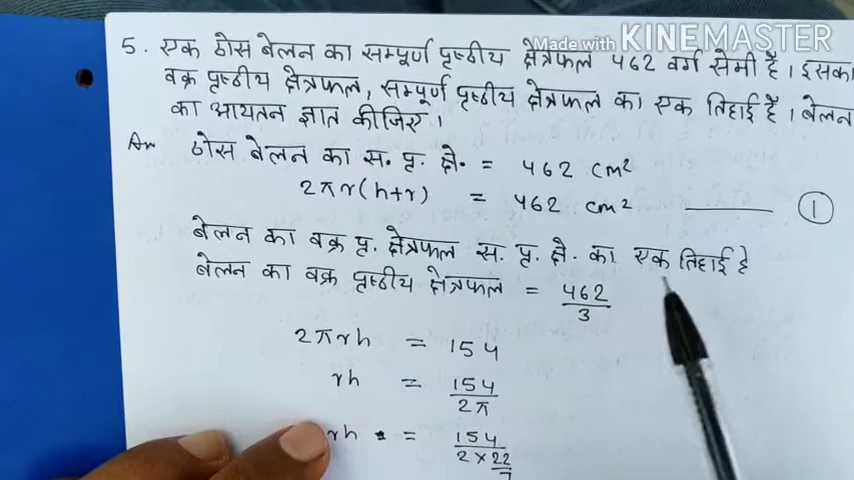 Made with KINEMASTER
5. एक ठोस बेलन का सम्पूर्ण पृष्ठीय क्षेत्रफल 462 वर्ग सेमी है। इसका
वक्र पृष्ठीय क्षेत्रफल, सम्पूर्ण पृष्ठीय क्षेत्रफल का एक तिहाई है। बेलन
का आयतन ज्ञात कीजिए।
Ans ठोस बेलन का स. पृ. क्षे. = 462 cm²
2πr(h+r) = 462 cm² ——— ①
बेलन का वक्र पृ. क्षेत्रफल स. पृ. क्षै. का एक तिहाई है
बेलन का वक्र पृष्ठीय क्षेत्रफल = 462/3
2πrh = 154
rh = 154/2π
rh = 154/2×22/7